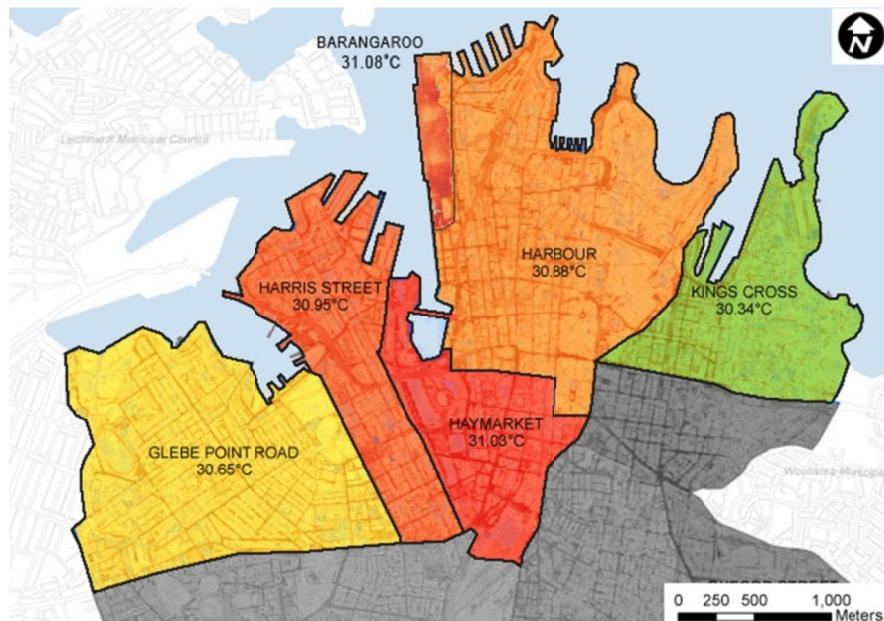 N
BARANGAROO
31.08°C
Leichhardt Municipal Council
HARBOUR
30.88°C
HARRIS STREET
30.95°C
KINGS CROSS
30.34°C
HAYMARKET
31.03°C
GLEBE POINT ROAD
30.65°C
0 250 500 1,000
Meters